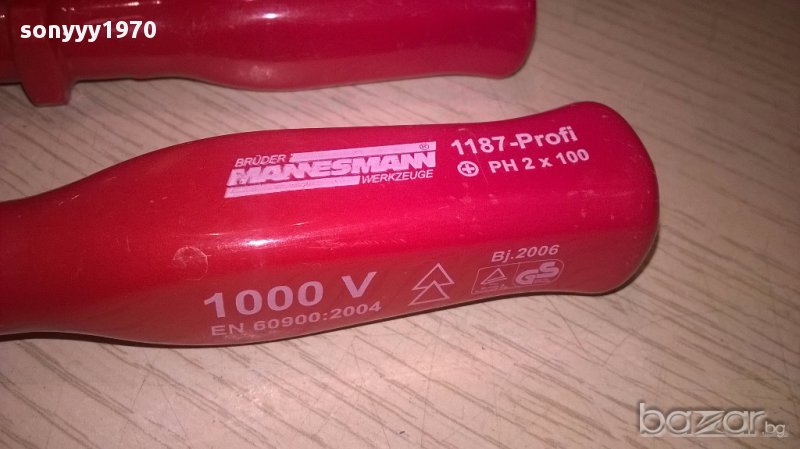 sonyyy1970
BRÜDER
MANNESMANN ®
WERKZEUGE
1187-Profi
PH 2 x 100
Bj.2006
1000 V
EN 60900:2004
GS
bazar.bg